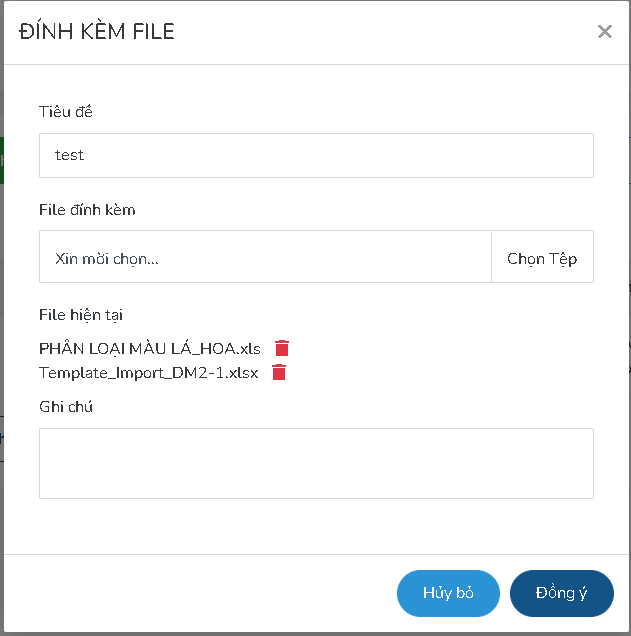 ĐÍNH KÈM FILE
Tiêu đề
test
File đính kèm
Xin mời chọn...
Chọn Tệp
File hiện tại
PHÂN LOẠI MÀU LÁ_HOA.xls
Template_Import_DM2-1.xlsx
Ghi chú
Hủy bỏ
Đồng ý